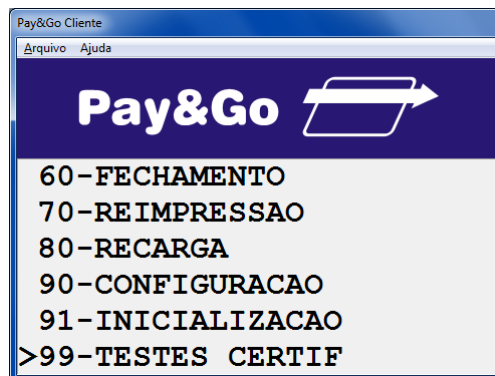 Pay&Go Cliente
Arquivo Ajuda
Pay&Go
60-FECHAMENTO
70-REIMPRESSAO
80-RECARGA
90-CONFIGURACAO
91-INICIALIZACAO
>99-TESTES CERTIF